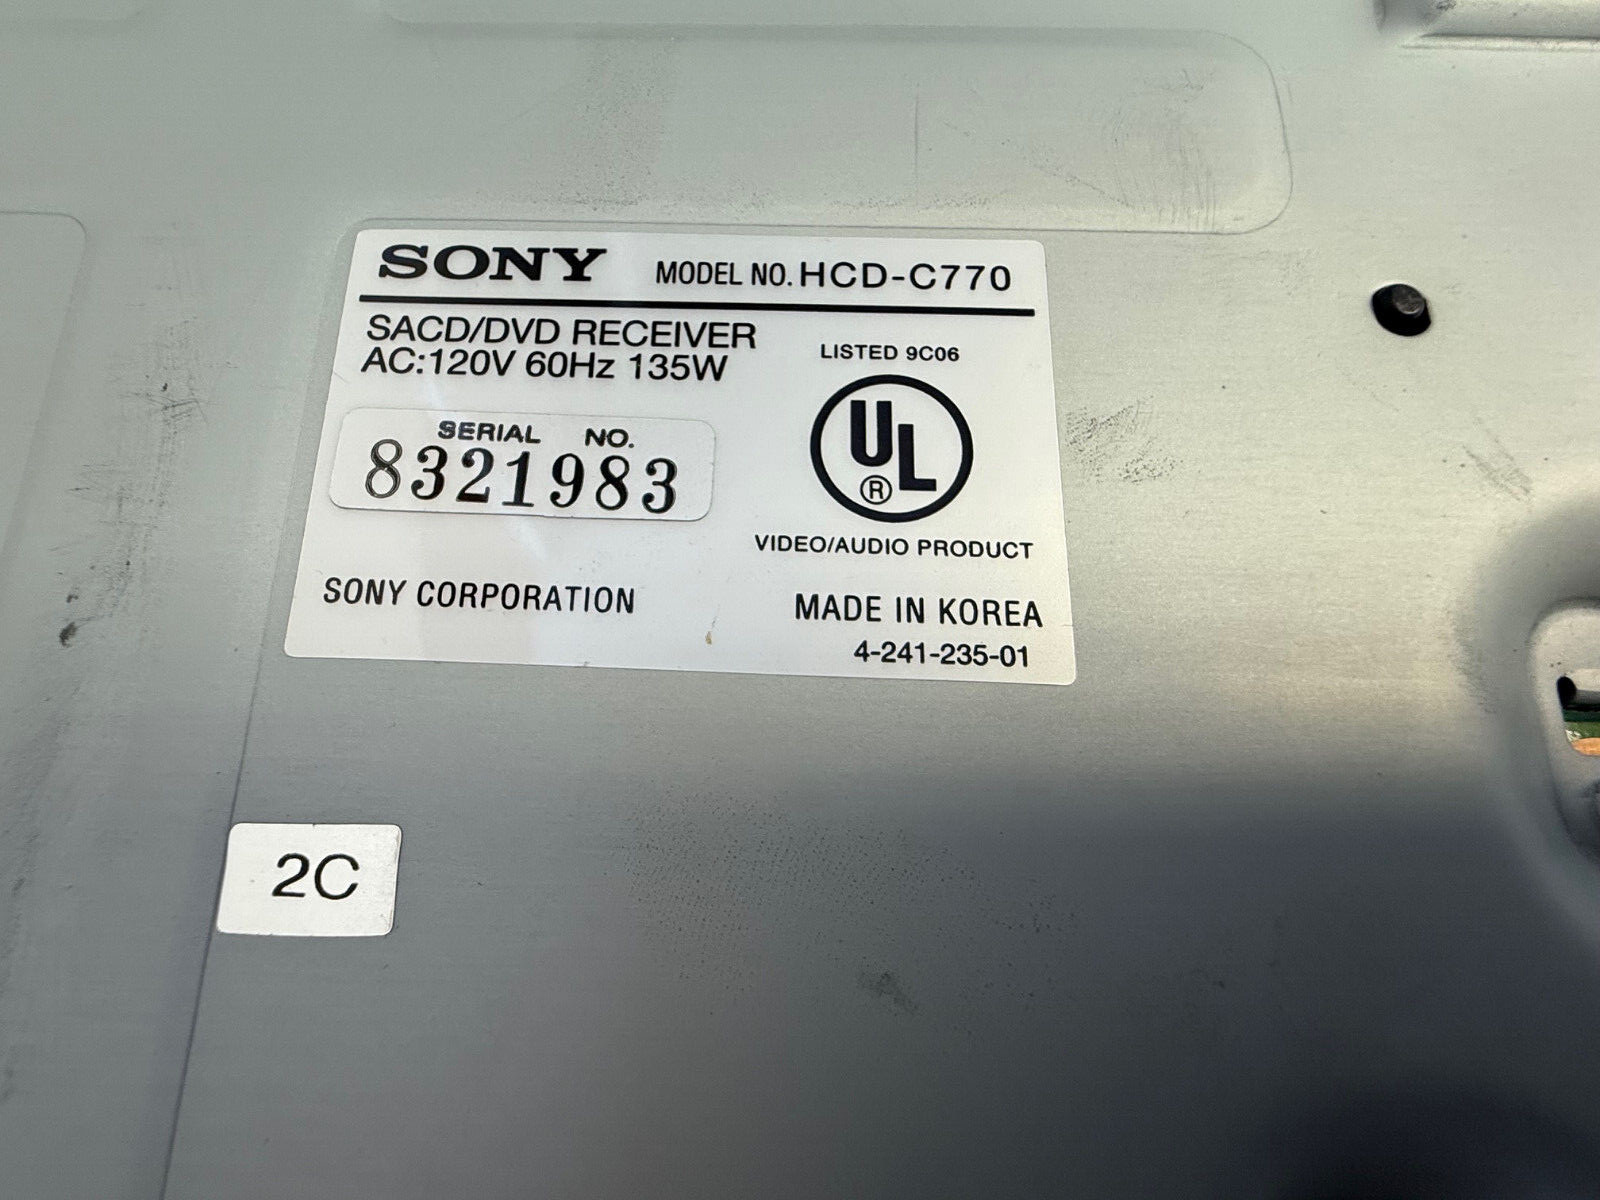 SONY MODEL NO. HCD-C770
SACD/DVD RECEIVER
AC:120V 60Hz 135W
LISTED 9C06
SERIAL NO.
8321983
UL
®
VIDEO/AUDIO PRODUCT
SONY CORPORATION
MADE IN KOREA
4-241-235-01
2C